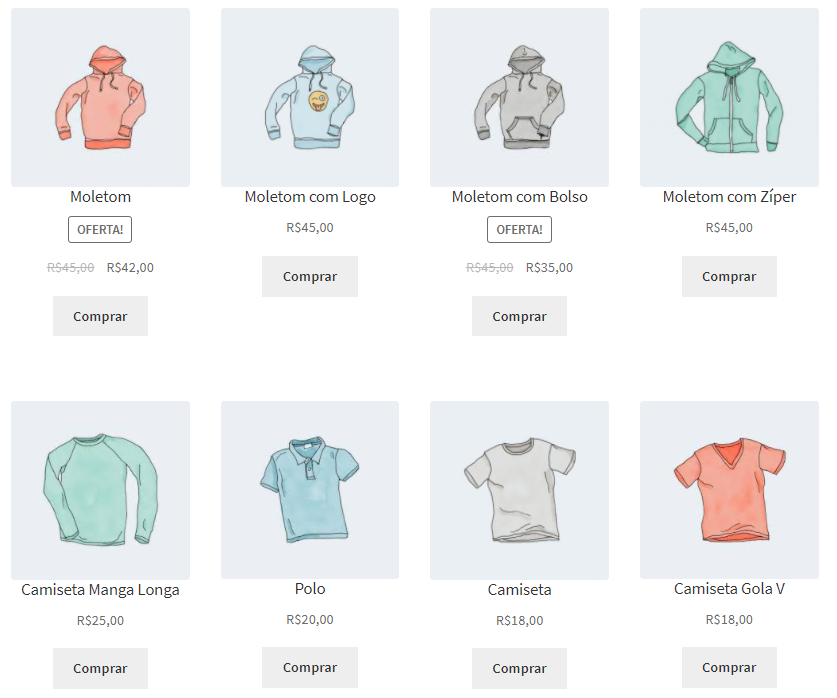 Moletom
OFERTA!
R$45,00 R$42,00
Comprar
Moletom com Logo
R$45,00
Comprar
Moletom com Bolso
OFERTA!
R$45,00 R$35,00
Comprar
Moletom com Zíper
R$45,00
Comprar
Camiseta Manga Longa
R$25,00
Comprar
Polo
R$20,00
Comprar
Camiseta
R$18,00
Comprar
Camiseta Gola V
R$18,00
Comprar